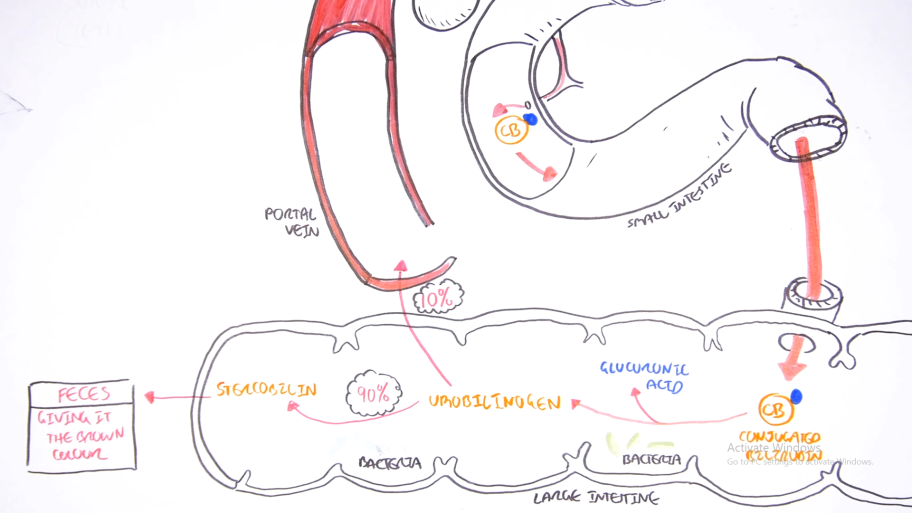 CB
SMALL INTESTINE
PORTAL
VEIN
10%
GLUCURONIC
ACID
STERCOBILIN
90%
UROBILINOGEN
CB
CONJUGATED
BILIRUBIN
FECES
GIVING IT
THE BROWN
COLOUR
BACTERIA
BACTERIA
LARGE INTESTINE
Activate Windows
Go to PC settings to activate Windows.